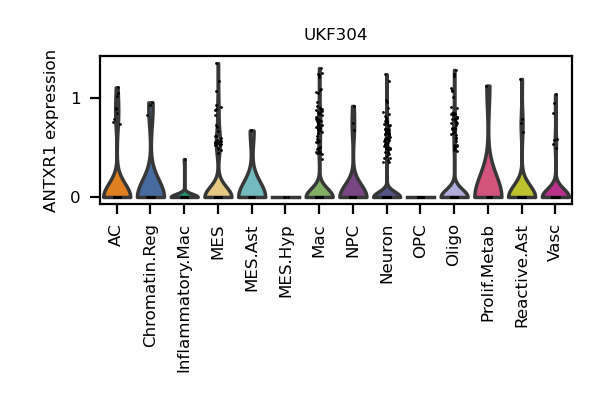 UKF304
ANTXR1 expression
1
0
AC
Chromatin.Reg
Inflammatory.Mac
MES
MES.Ast
MES.Hyp
Mac
NPC
Neuron
OPC
Oligo
Prolif.Metab
Reactive.Ast
Vasc